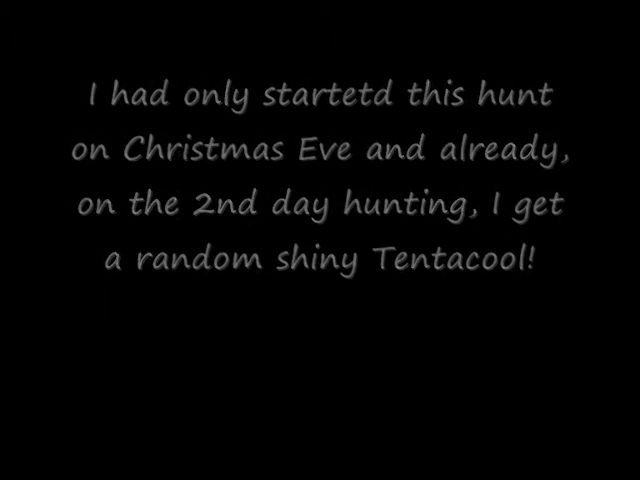 I had only startetd this hunt
on Christmas Eve and already,
on the 2nd day hunting, I get
a random shiny Tentacool!